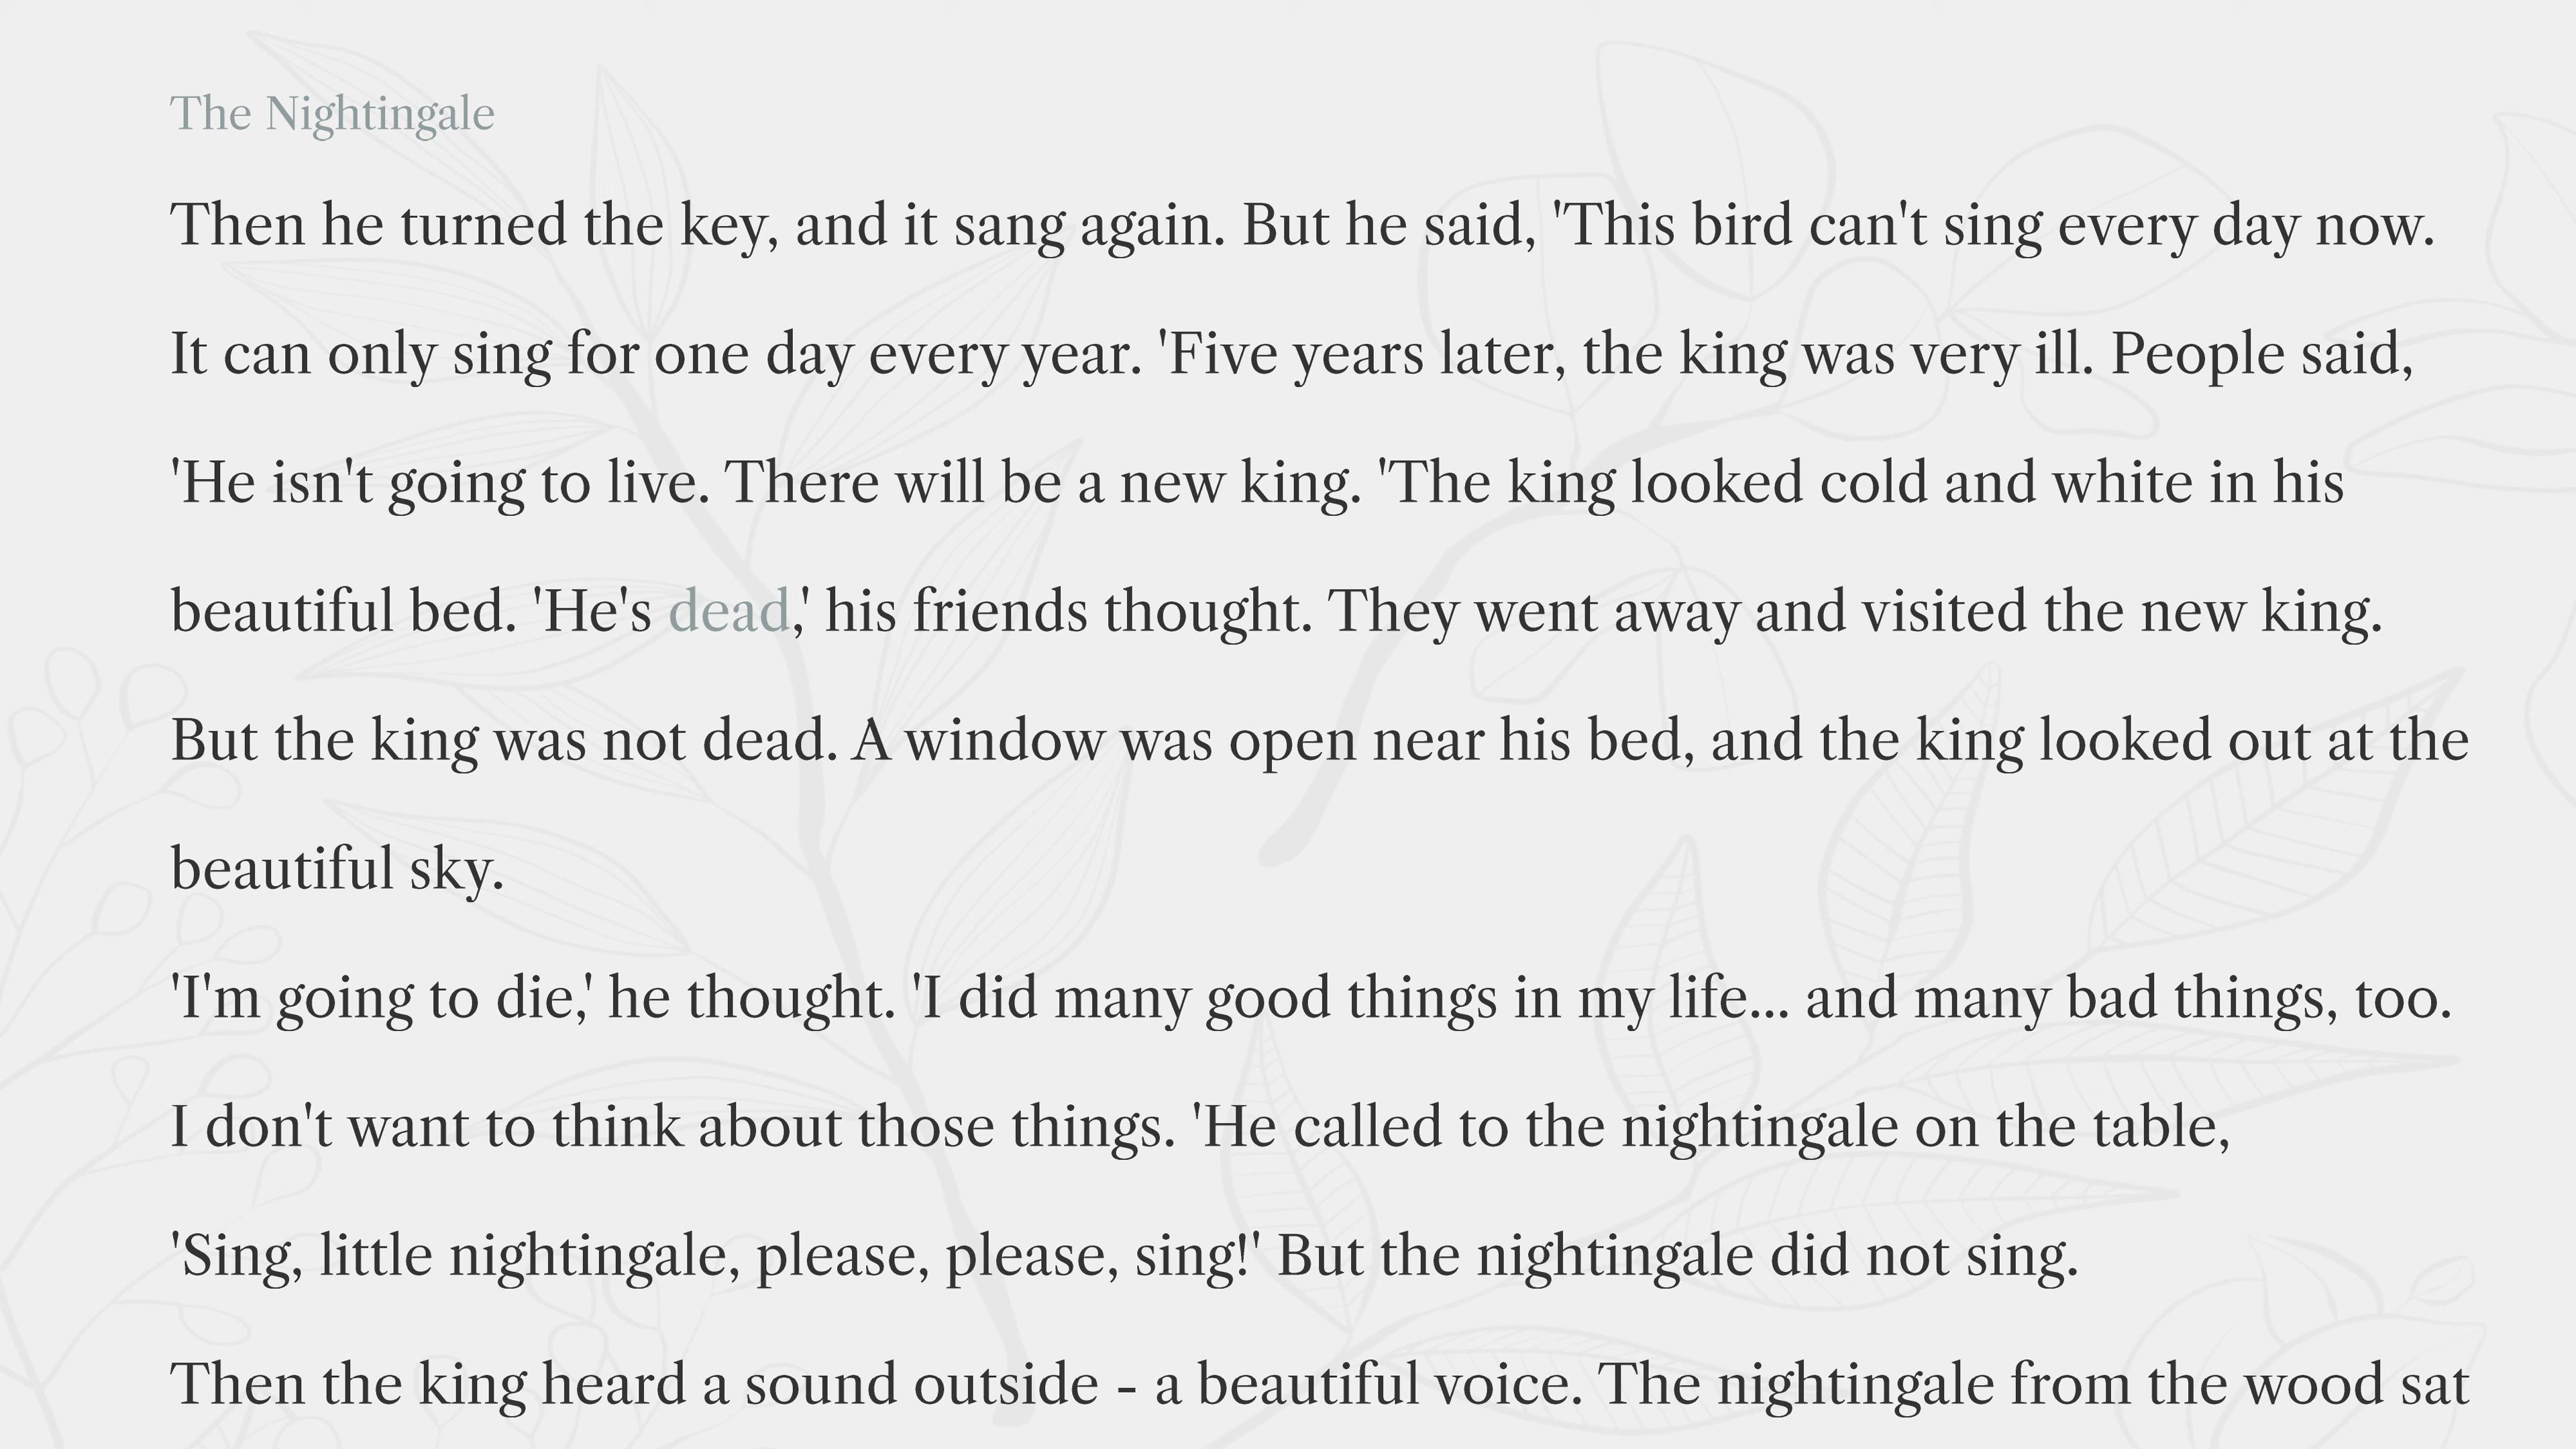 The Nightingale
Then he turned the key, and it sang again. But he said, 'This bird can't sing every day now.
It can only sing for one day every year. 'Five years later, the king was very ill. People said,
'He isn't going to live. There will be a new king. 'The king looked cold and white in his
beautiful bed. 'He's dead,' his friends thought. They went away and visited the new king.
But the king was not dead. A window was open near his bed, and the king looked out at the
beautiful sky.
'I'm going to die,' he thought. 'I did many good things in my life... and many bad things, too.
I don't want to think about those things. 'He called to the nightingale on the table,
'Sing, little nightingale, please, please, sing!' But the nightingale did not sing.
Then the king heard a sound outside - a beautiful voice. The nightingale from the wood sat